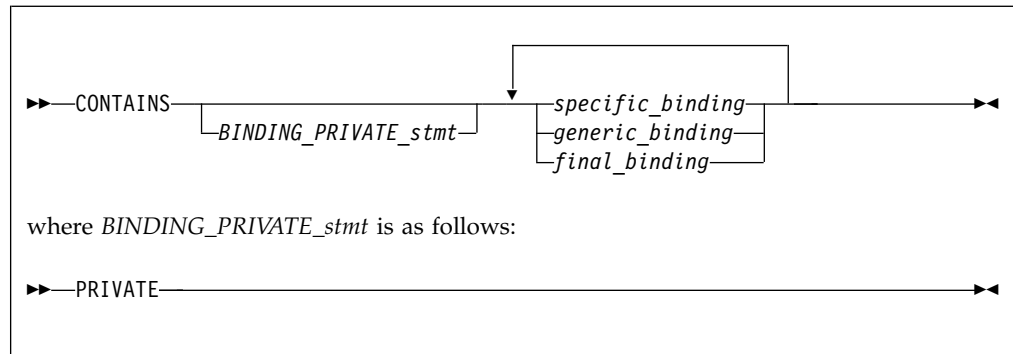 CONTAINS
BINDING_PRIVATE_stmt
specific_binding
generic_binding
final_binding
where BINDING_PRIVATE_stmt is as follows:
PRIVATE